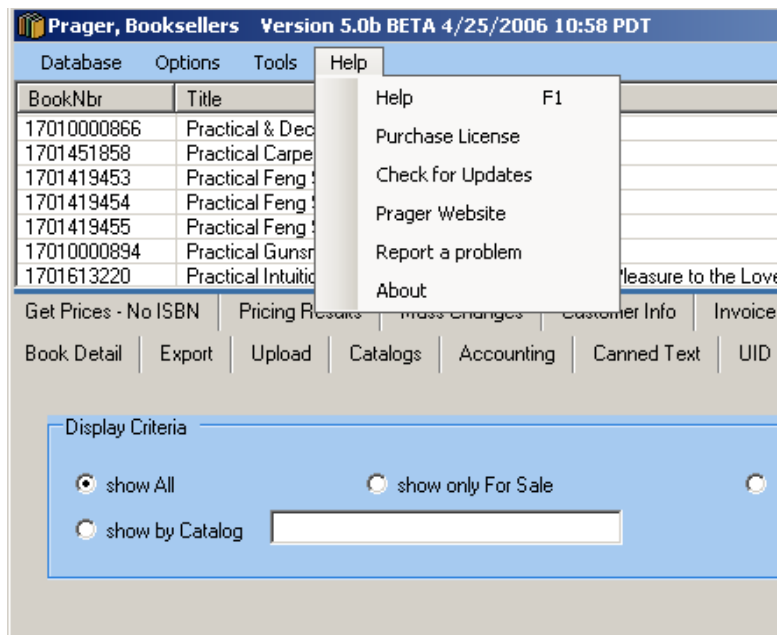 Prager, Booksellers Version 5.0b BETA 4/25/2006 10:58 PDT
Database Options Tools Help
BookNbr Title
Help F1
Purchase License
Check for Updates
Prager Website
Report a problem
About
17010000866 Practical & Dec
1701451858 Practical Carpe
1701419453 Practical Feng
1701419454 Practical Feng
1701419455 Practical Feng
17010000894 Practical Guns
1701613220 Practical Intuitio Pleasure to the Love
Get Prices - No ISBN Pricing Results Mass Changes Customer Info Invoice
Book Detail Export Upload Catalogs Accounting Canned Text UID
Display Criteria
show All show only For Sale
show by Catalog